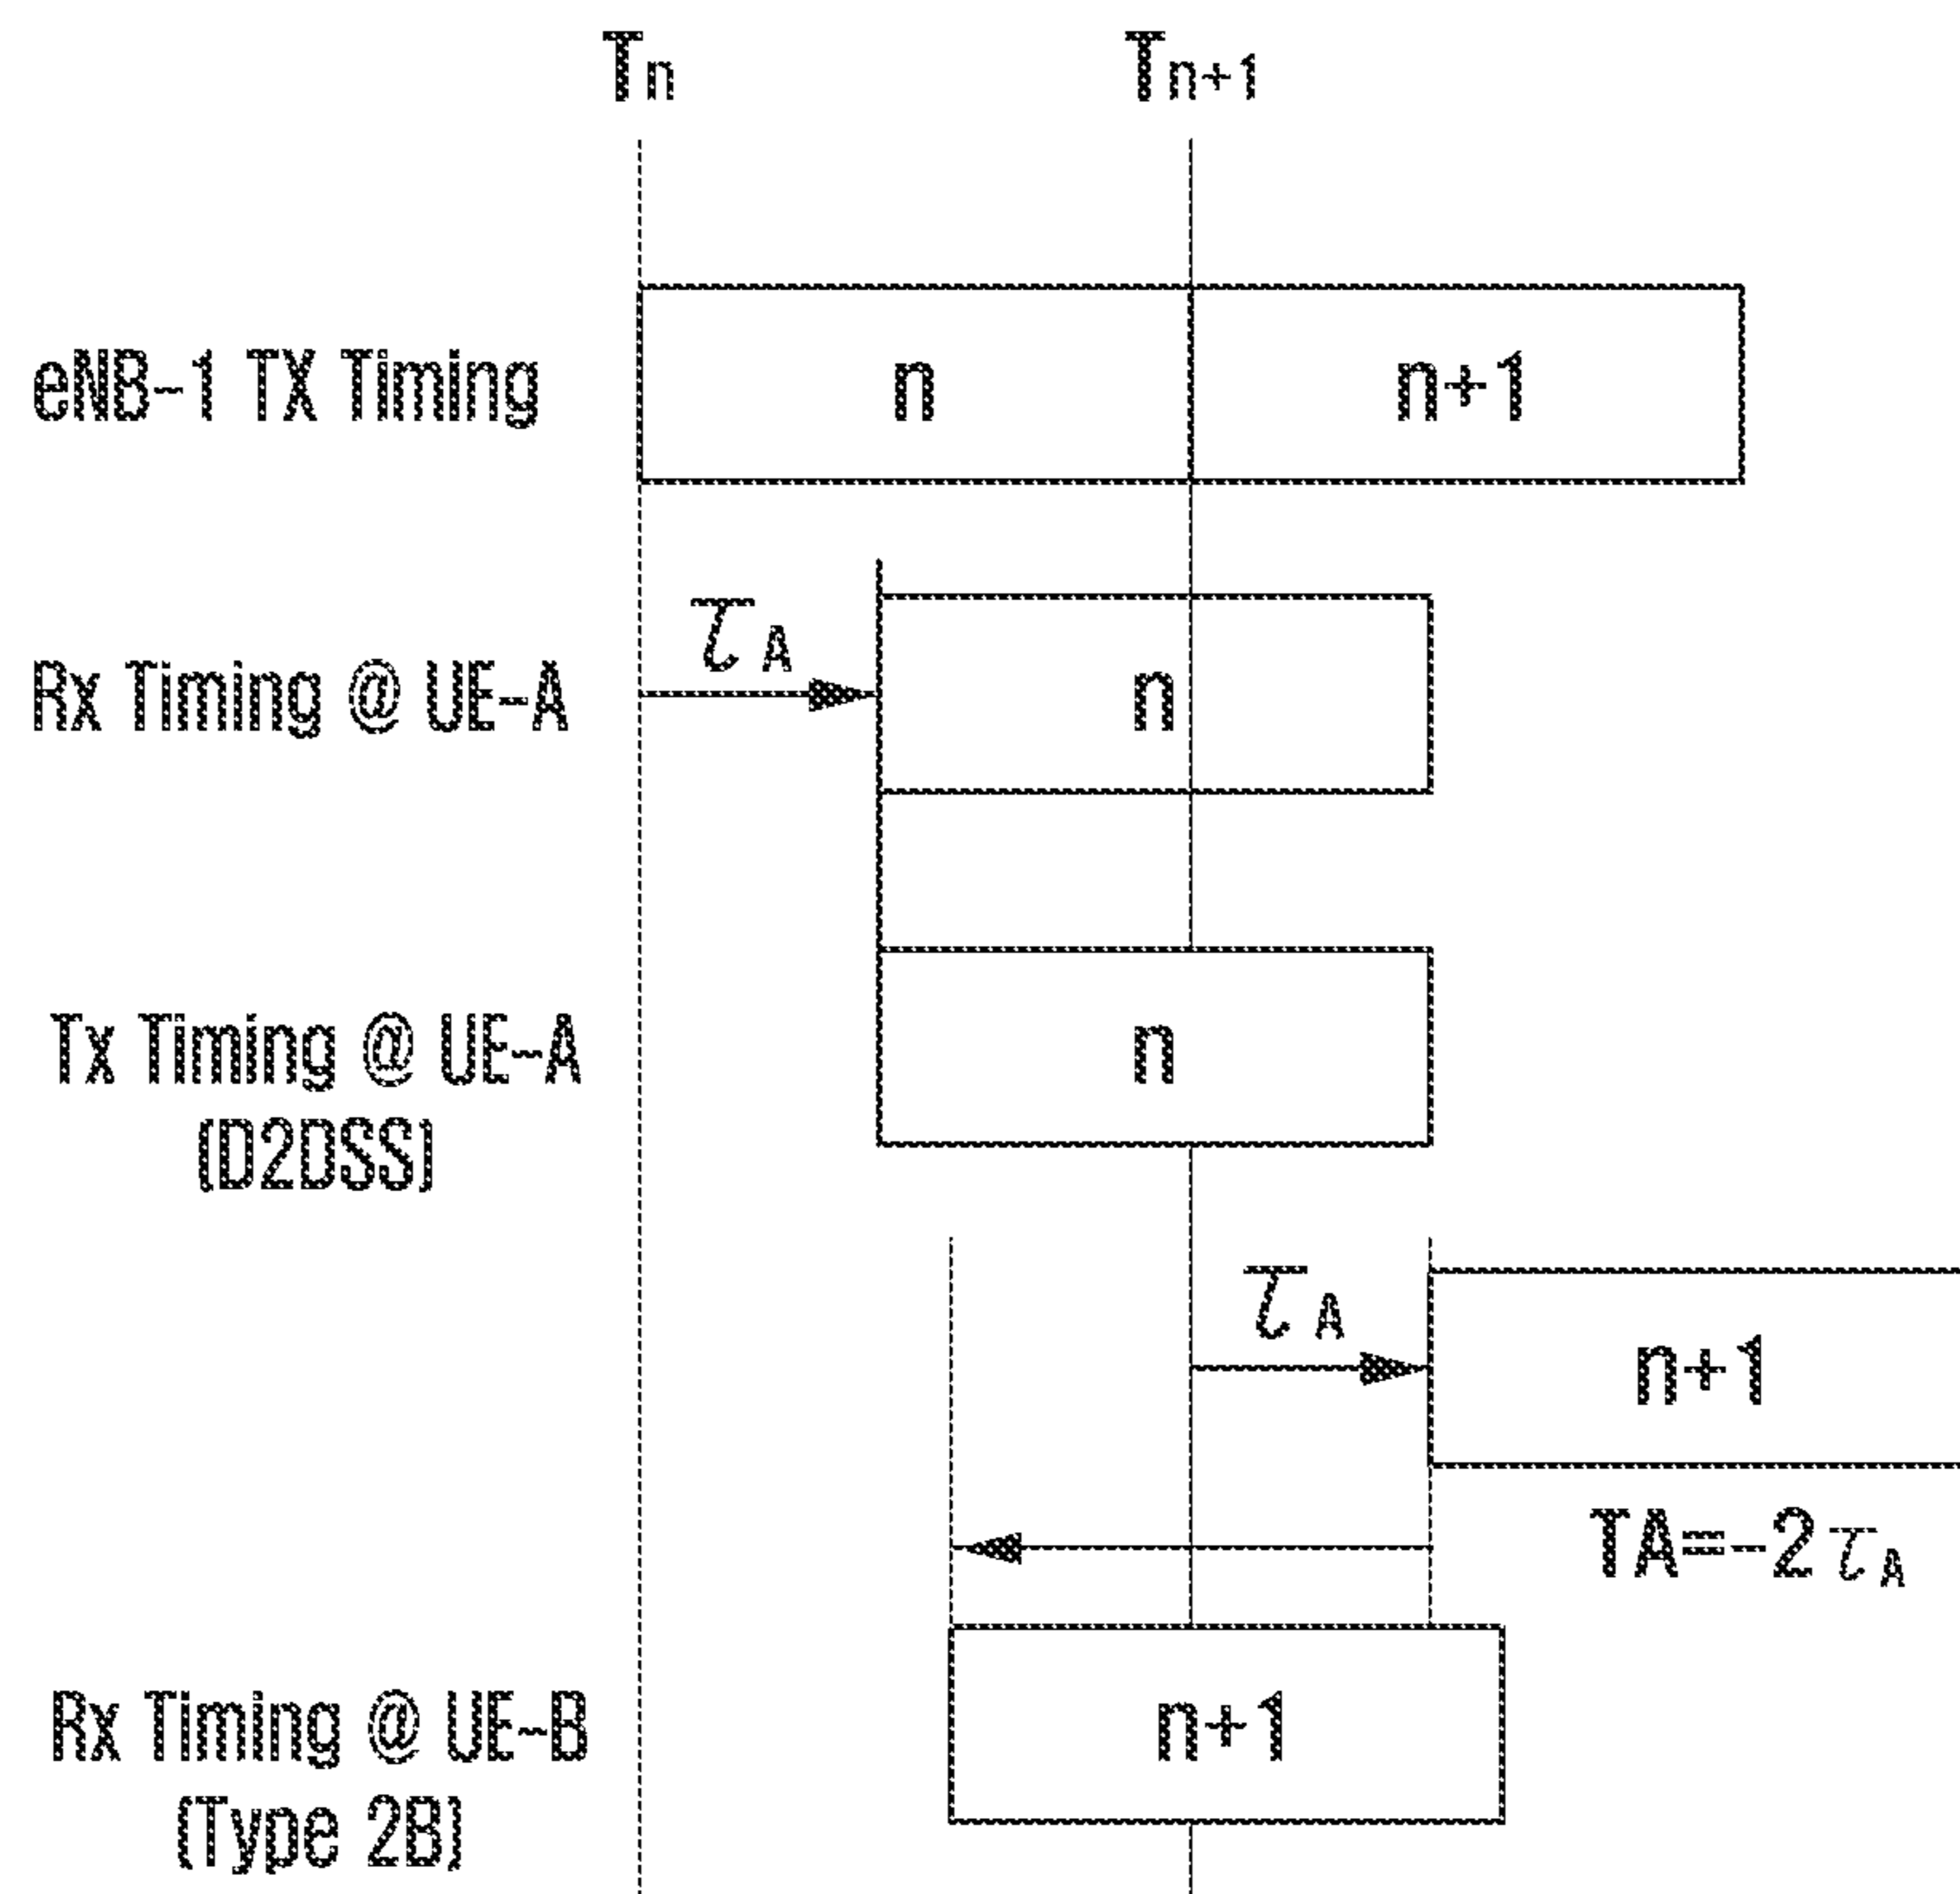 Tn Tn+1
eNB-1 TX Timing n n+1
τA
Rx Timing @ UE-A n
Tx Timing @ UE-A
(D2DSS)
n
τA
n+1
TA=-2τA
Rx Timing @ UE-B
(Type 2B)
n+1